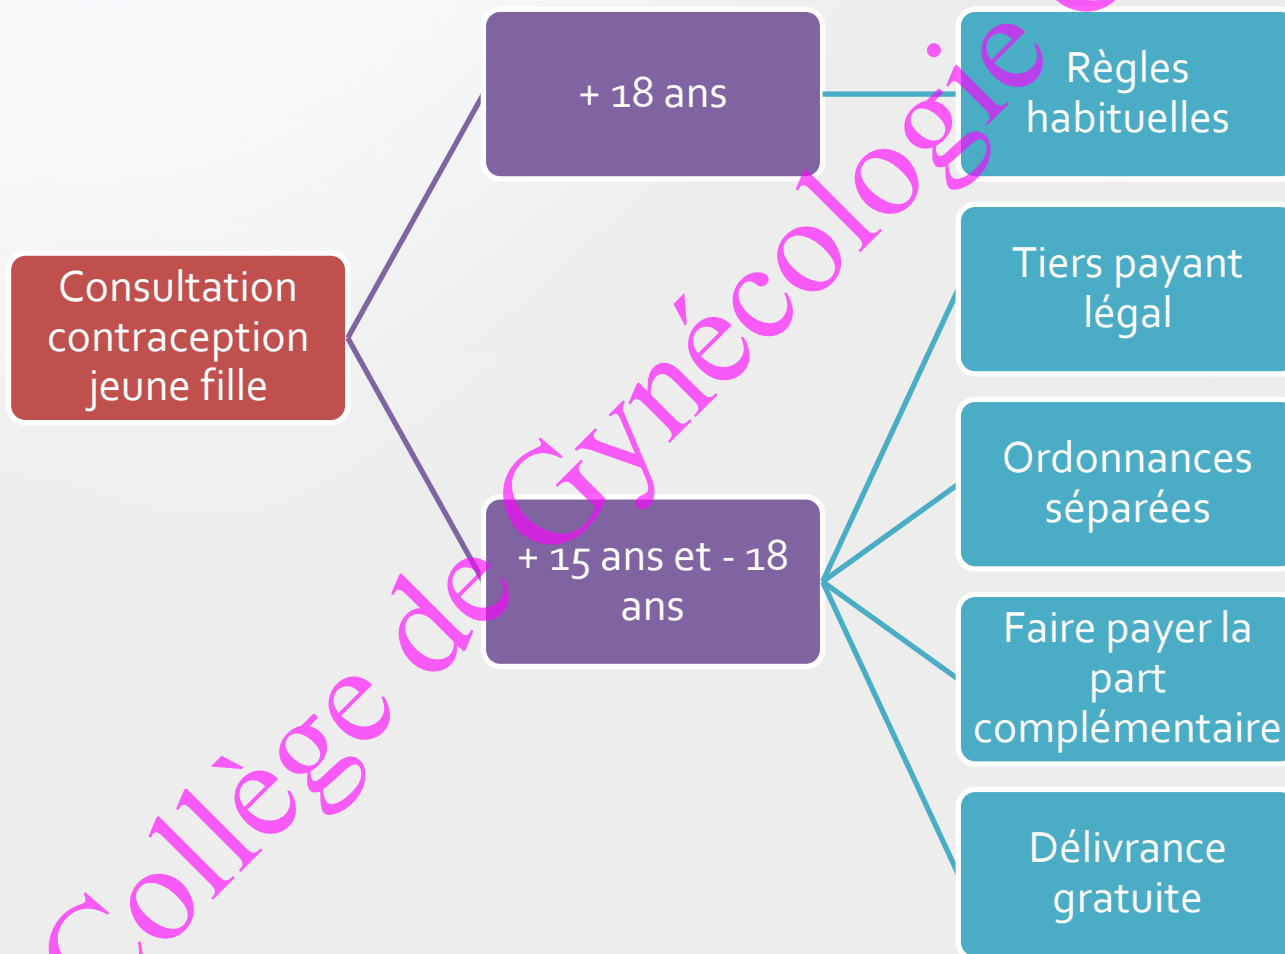 Consultation
contraception
jeune fille
+ 18 ans
Règles
habituelles
+ 15 ans et - 18
ans
Tiers payant
légal
Ordonnances
séparées
Faire payer la
part
complémentaire
Délivrance
gratuite
Collège de Gynécologie